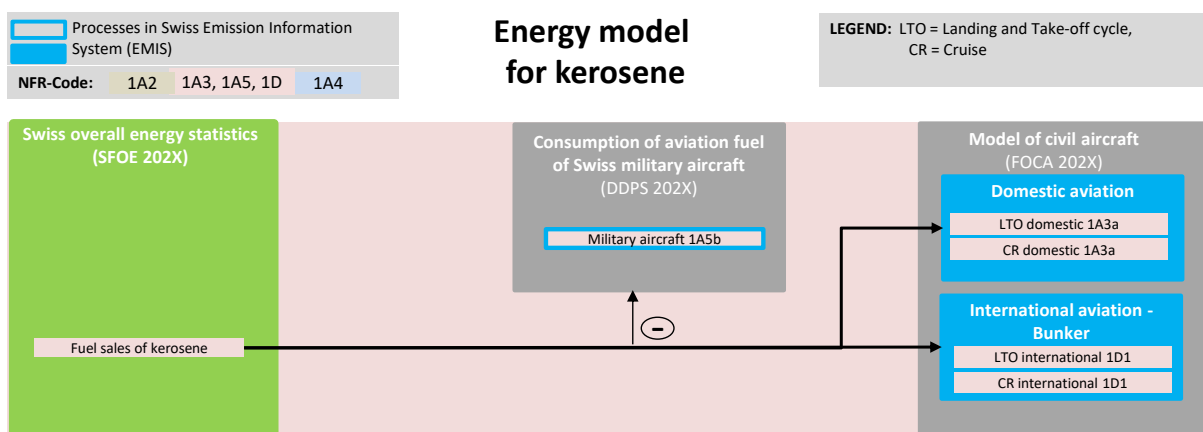 Processes in Swiss Emission Information
System (EMIS)
NFR-Code: 1A2 1A3, 1A5, 1D 1A4
Energy model
for kerosene
LEGEND: LTO = Landing and Take-off cycle,
CR = Cruise
Swiss overall energy statistics
(SFOE 202X)
Fuel sales of kerosene
Consumption of aviation fuel
of Swiss military aircraft
(DDPS 202X)
Military aircraft 1A5b
−
Model of civil aircraft
(FOCA 202X)
Domestic aviation
LTO domestic 1A3a
CR domestic 1A3a
International aviation -
Bunker
LTO international 1D1
CR international 1D1